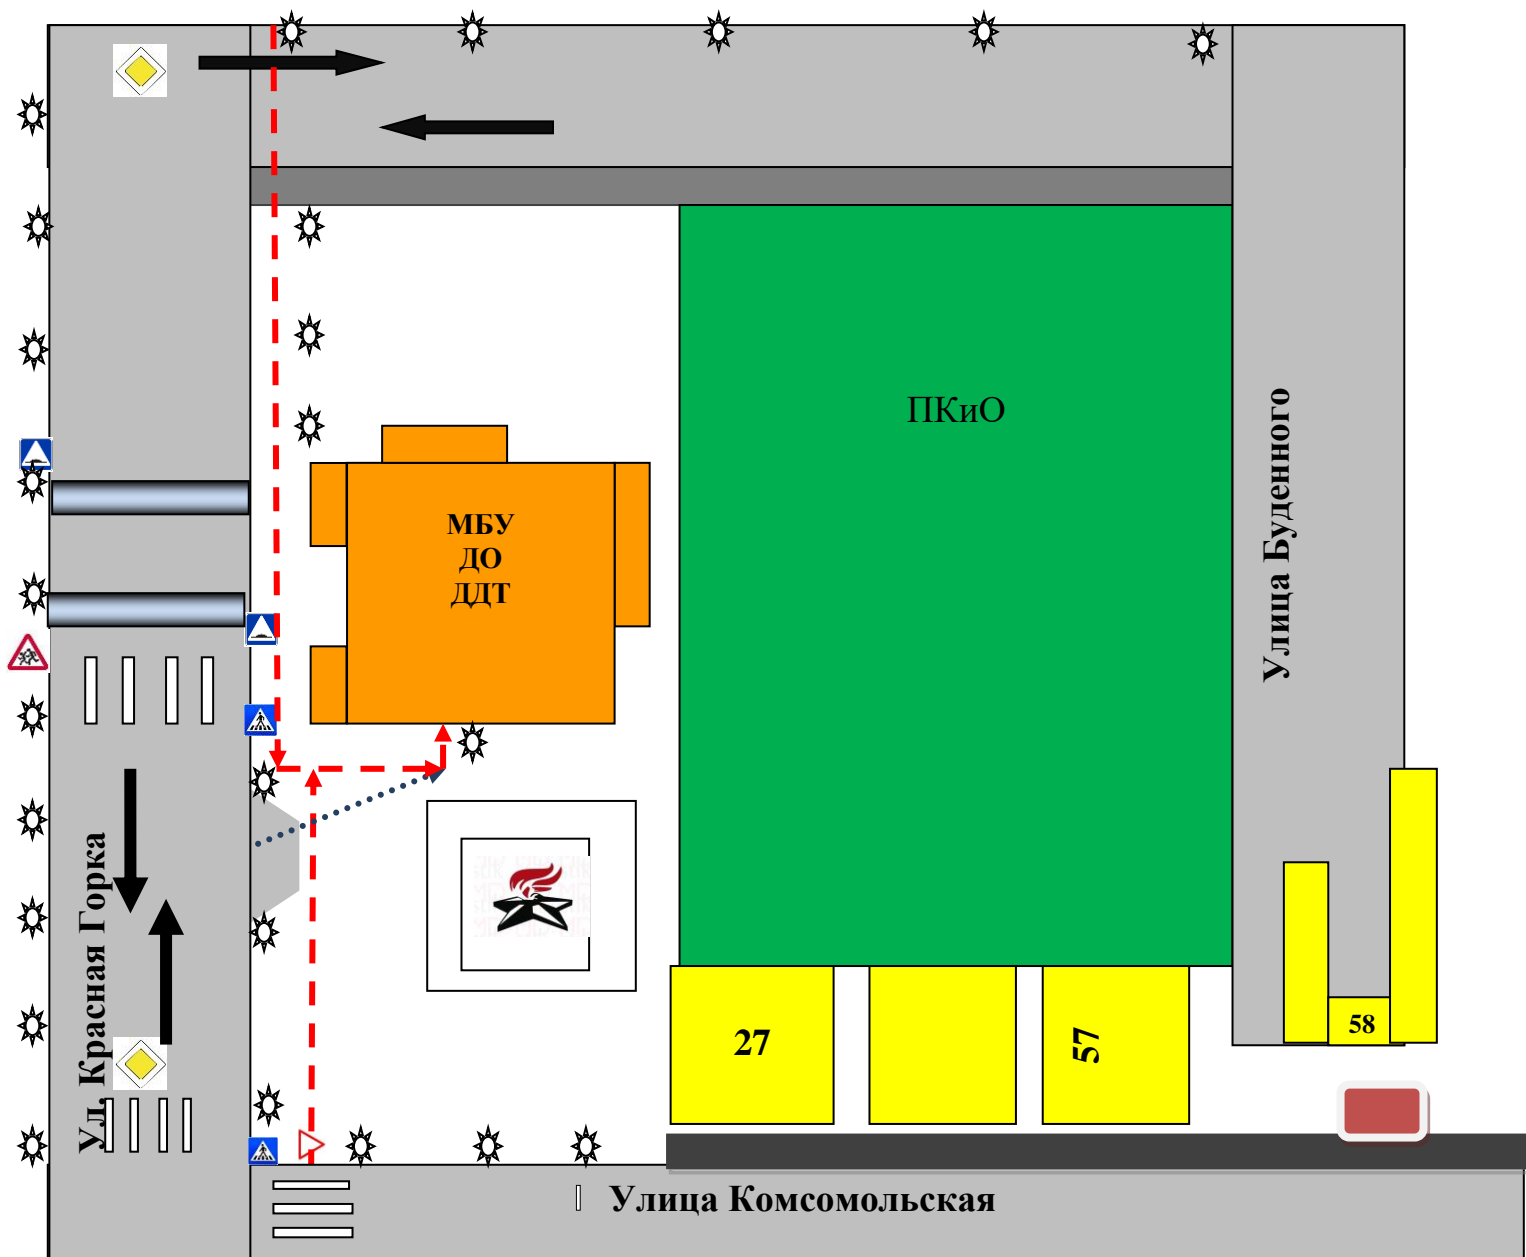 ПКиО
МБУ
ДО
ДДТ
Улица Буденного
Ул. Красная Горка
27
57
58
Улица Комсомольская